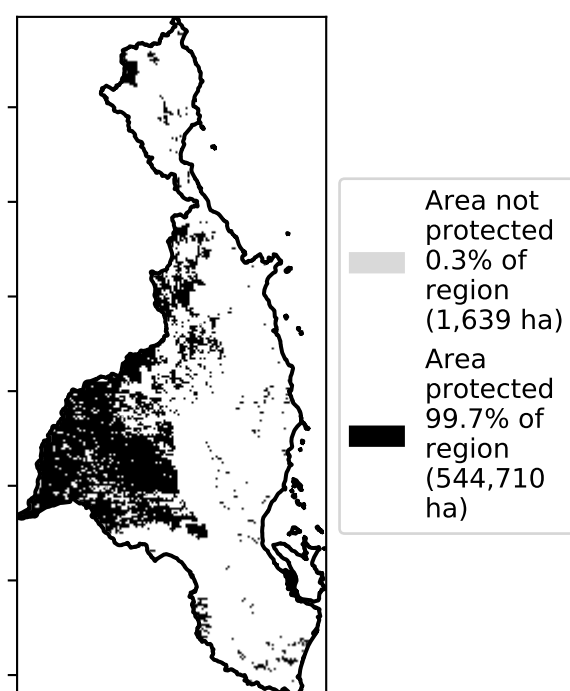 Area not
protected
0.3% of
region
(1,639 ha)
Area
protected
99.7% of
region
(544,710
ha)